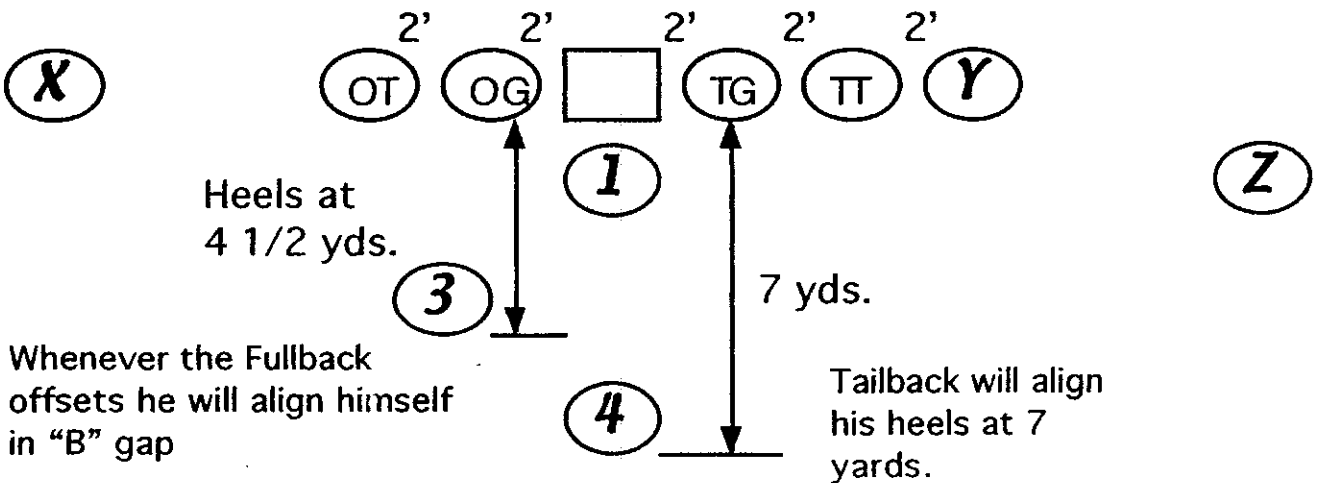 2’ 2’ 2’ 2’ 2’
X OT OG TG TT Y
1 Z
Heels at
4 1/2 yds.
3
7 yds.
Whenever the Fullback
offsets he will align himself
in “B” gap
4
Tailback will align
his heels at 7
yards.